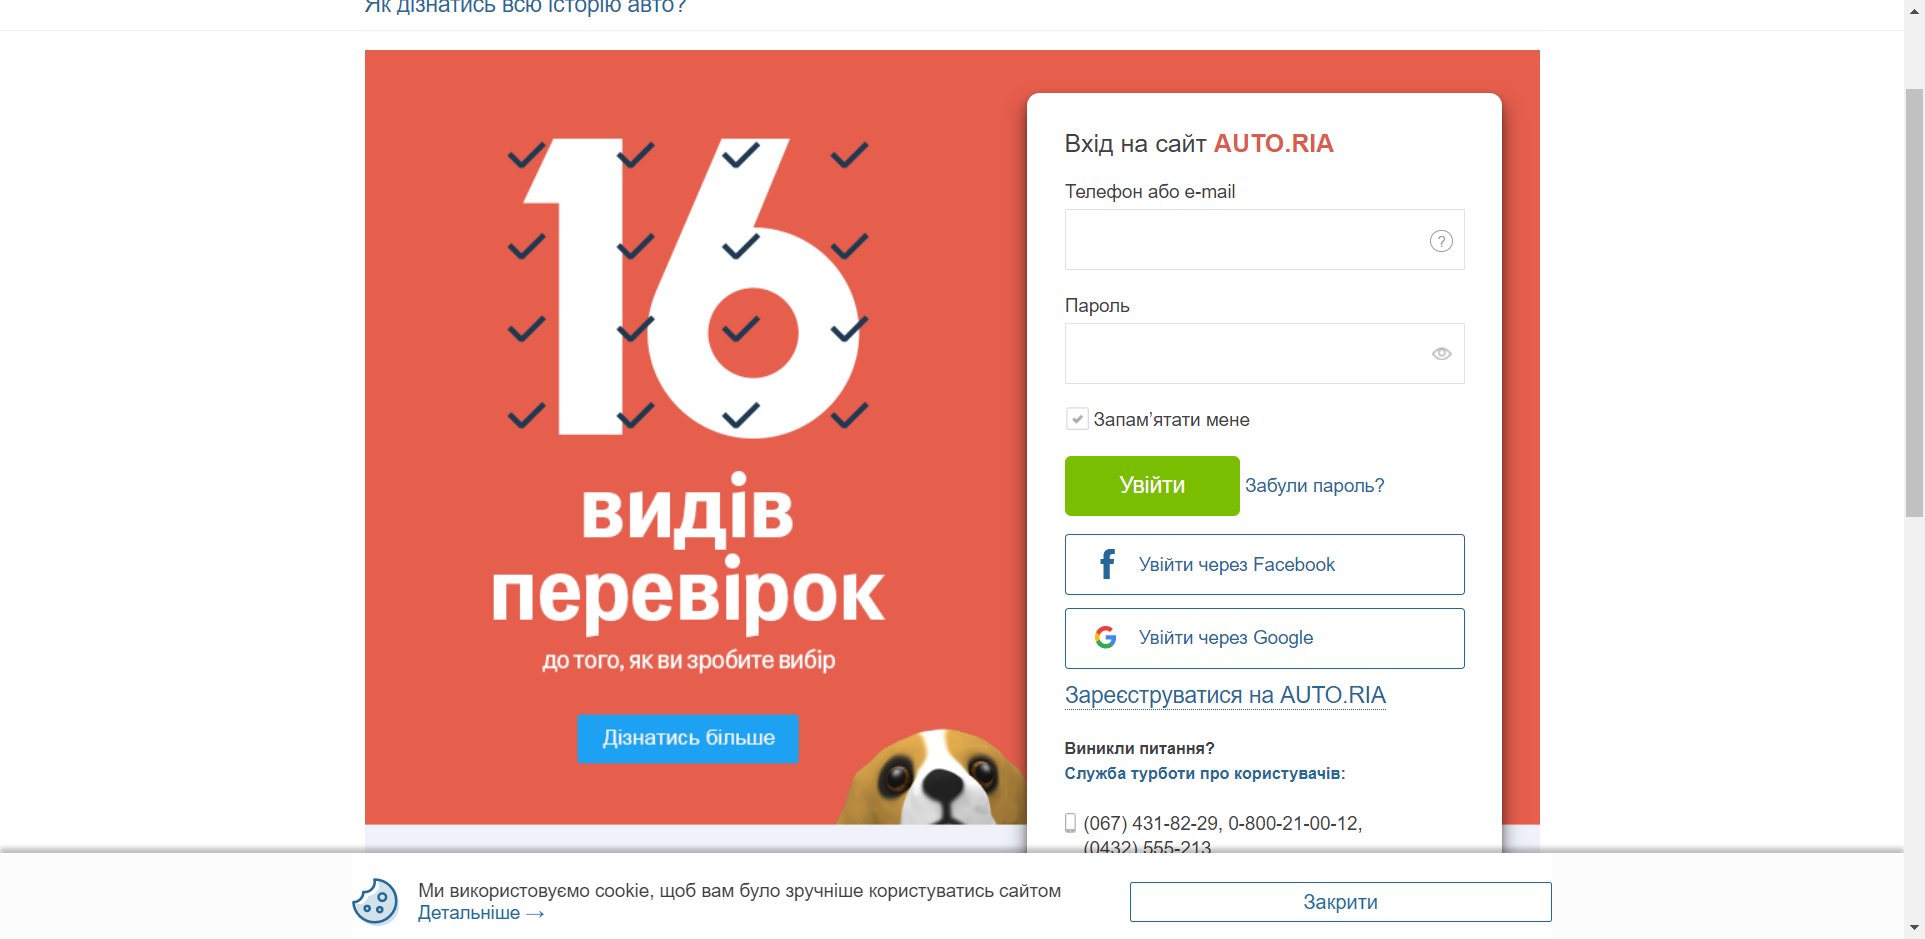 Як дізнатись всю історію авто?
16
видів
перевірок
до того, як ви зробите вибір
Дізнатись більше
Вхід на сайт AUTO.RIA
Телефон або e-mail
?
Пароль
Запам’ятати мене
Увійти Забули пароль?
Увійти через Facebook
Увійти через Google
Зареєструватися на AUTO.RIA
Виникли питання?
Служба турботи про користувачів:
(067) 431-82-29, 0-800-21-00-12,
(0432) 555-213
Ми використовуємо cookie, щоб вам було зручніше користуватись сайтом
Детальніше →
Закрити